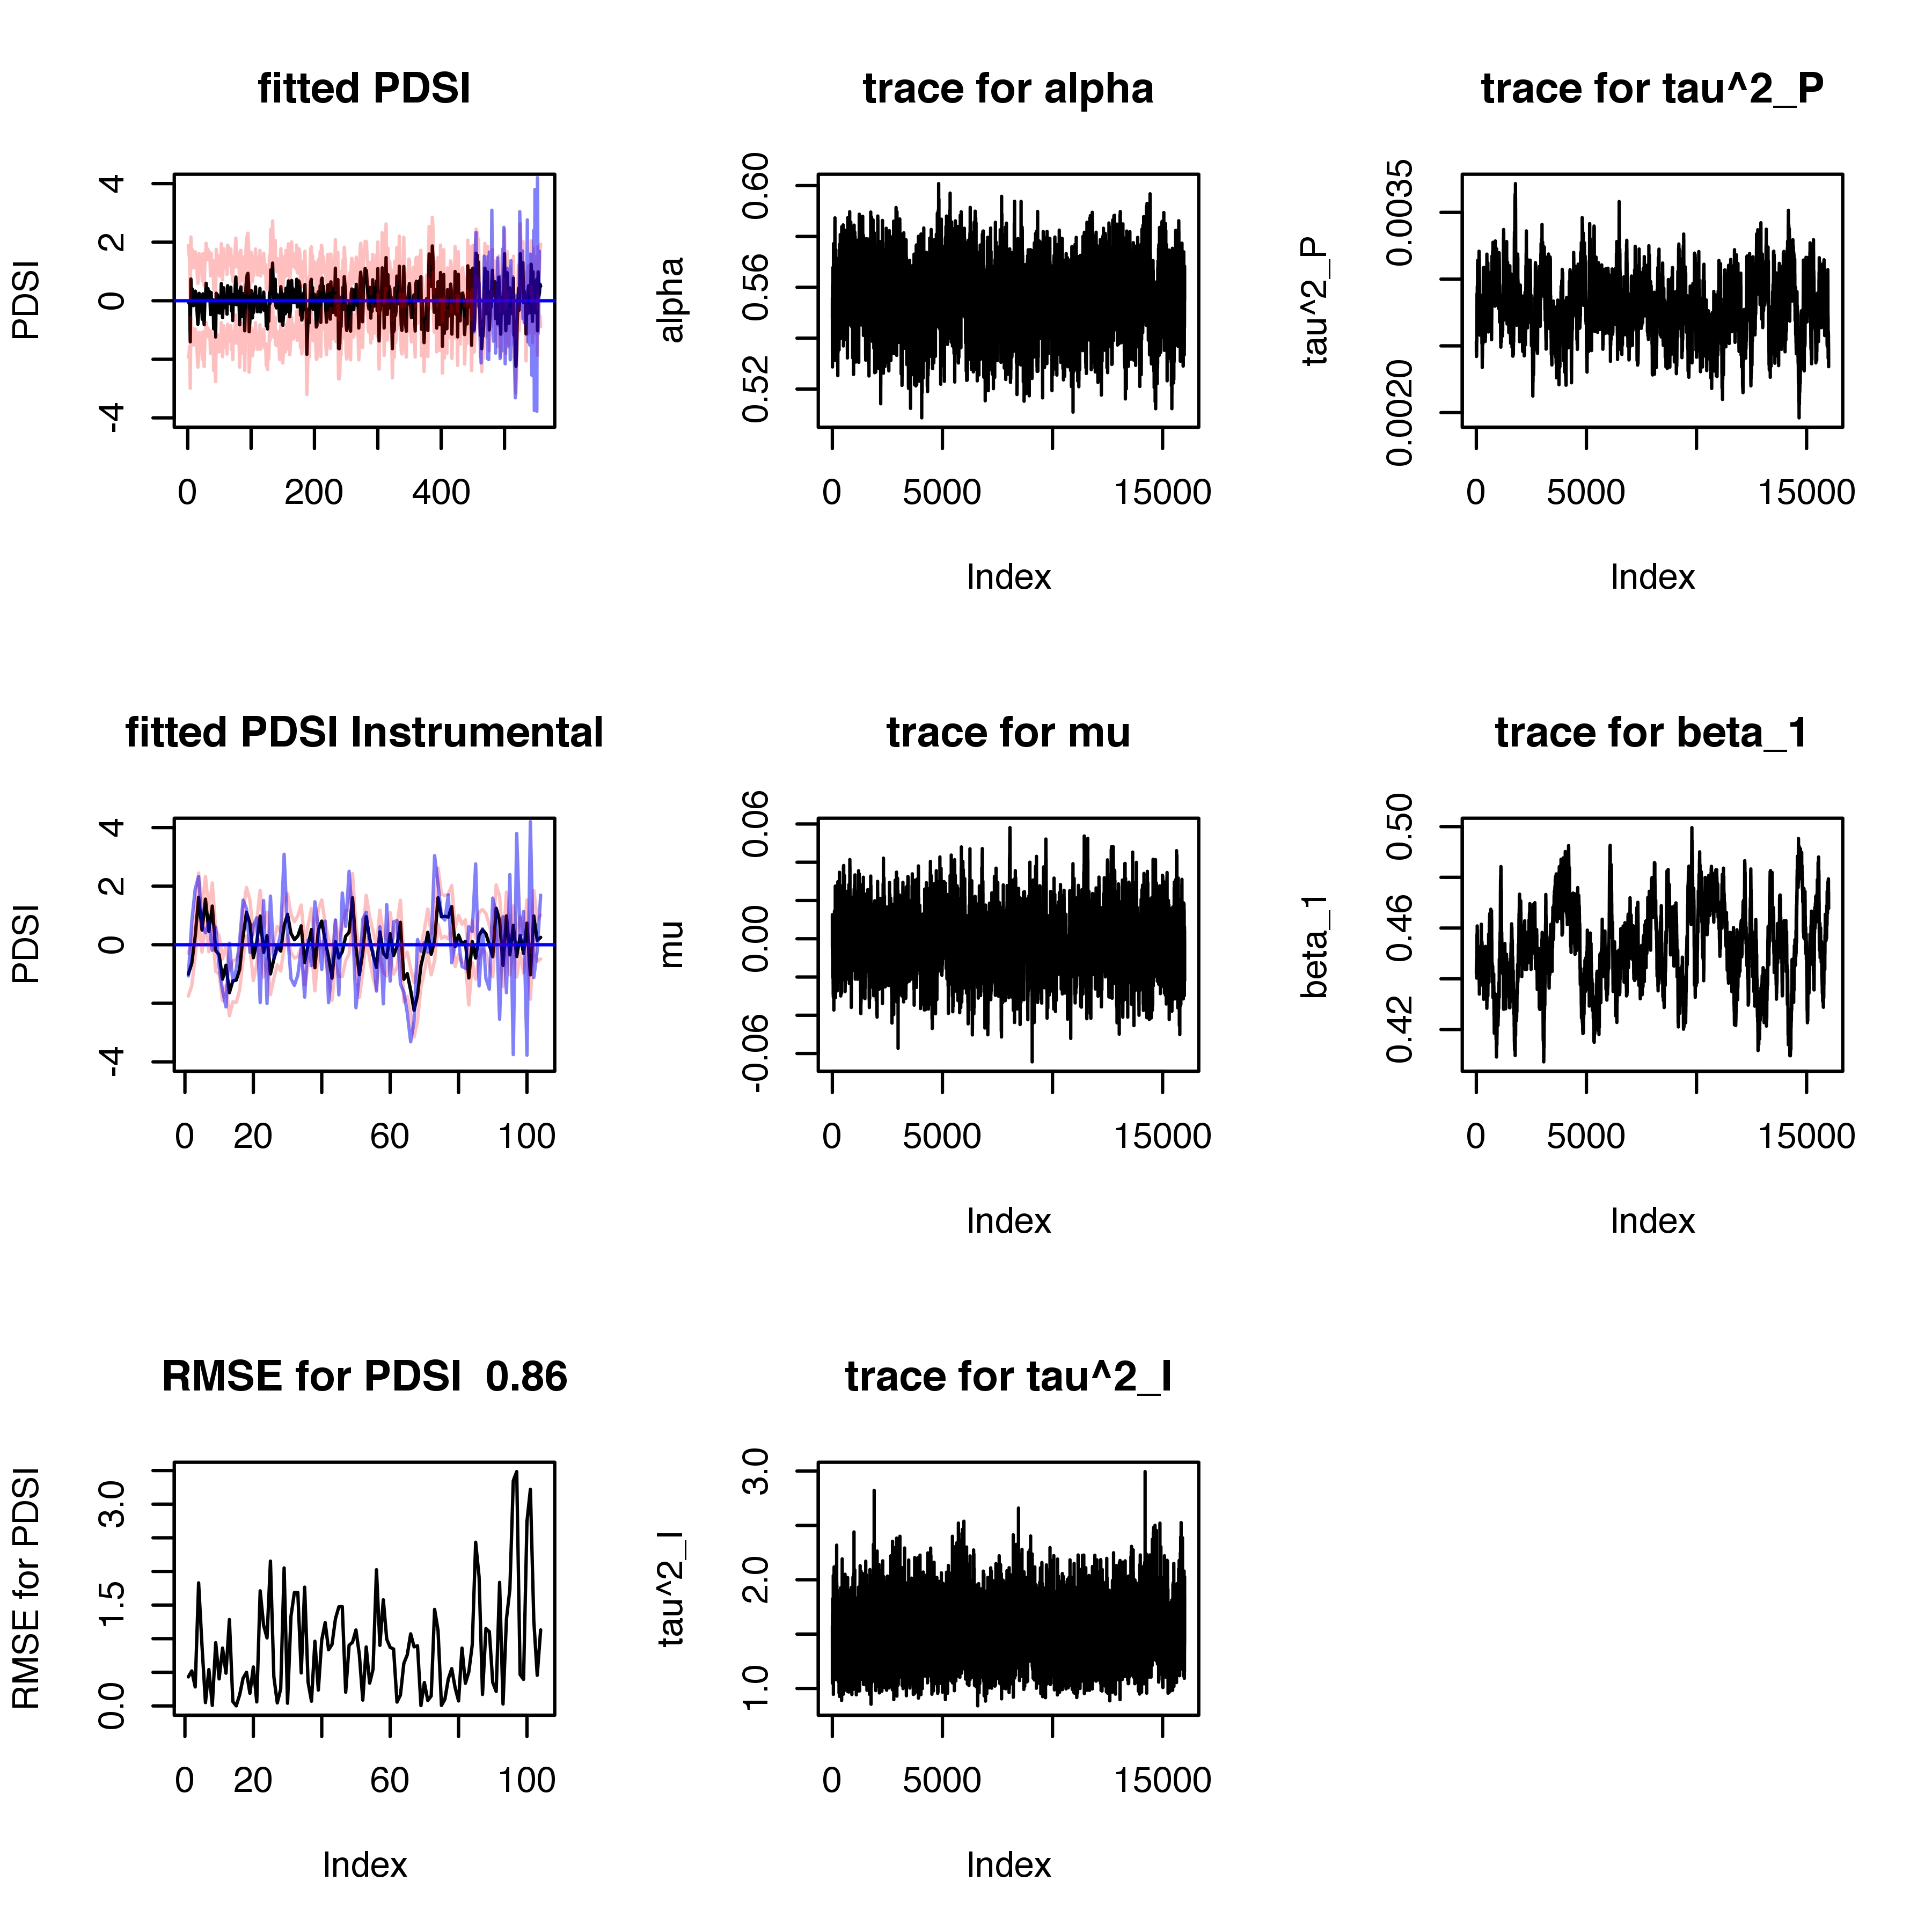 fitted PDSI
PDSI
4
2
0
-4
0 200 400
trace for alpha
alpha
0.60
0.56
0.52
0 5000 15000
Index
trace for tau^2_P
tau^2_P
0.0035
0.0020
0 5000 15000
Index
fitted PDSI Instrumental
PDSI
4
2
0
-4
0 20 60 100
trace for mu
mu
0.06
0.00
-0.06
0 5000 15000
Index
trace for beta_1
beta_1
0.50
0.46
0.42
0 5000 15000
Index
RMSE for PDSI 0.86
RMSE for PDSI
3.0
1.5
0.0
0 20 60 100
Index
trace for tau^2_I
tau^2_I
3.0
2.0
1.0
0 5000 15000
Index